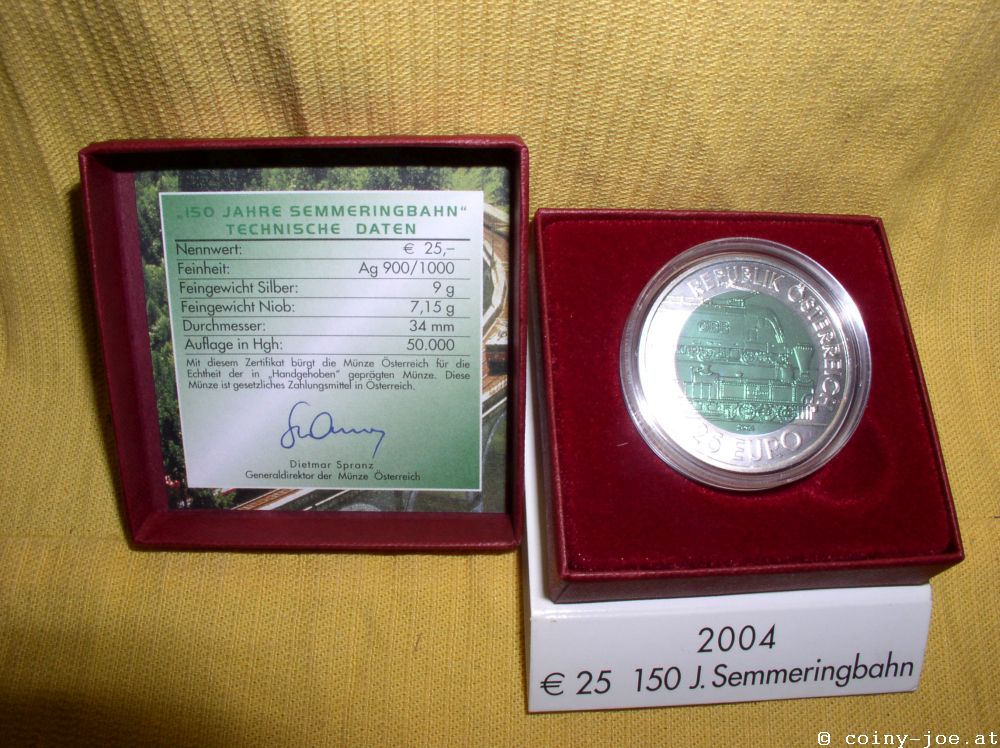 „150 JAHRE SEMMERINGBAHN“
TECHNISCHE DATEN
Nennwert: € 25,–
Feinheit: Ag 900/1000
Feingewicht Silber: 9 g
Feingewicht Niob: 7,15 g
Durchmesser: 34 mm
Auflage in Hgh: 50.000
Mit diesem Zertifikat bürgt die Münze Österreich für die
Echtheit der in „Handgehoben“ geprägten Münze. Diese
Münze ist gesetzliches Zahlungsmittel in Österreich.
Dietmar Spranz
Generaldirektor der Münze Österreich
REPUBLIK ÖSTERREICH
2004
25 EURO
2004
€ 25 150 J. Semmeringbahn
© coiny-joe.at